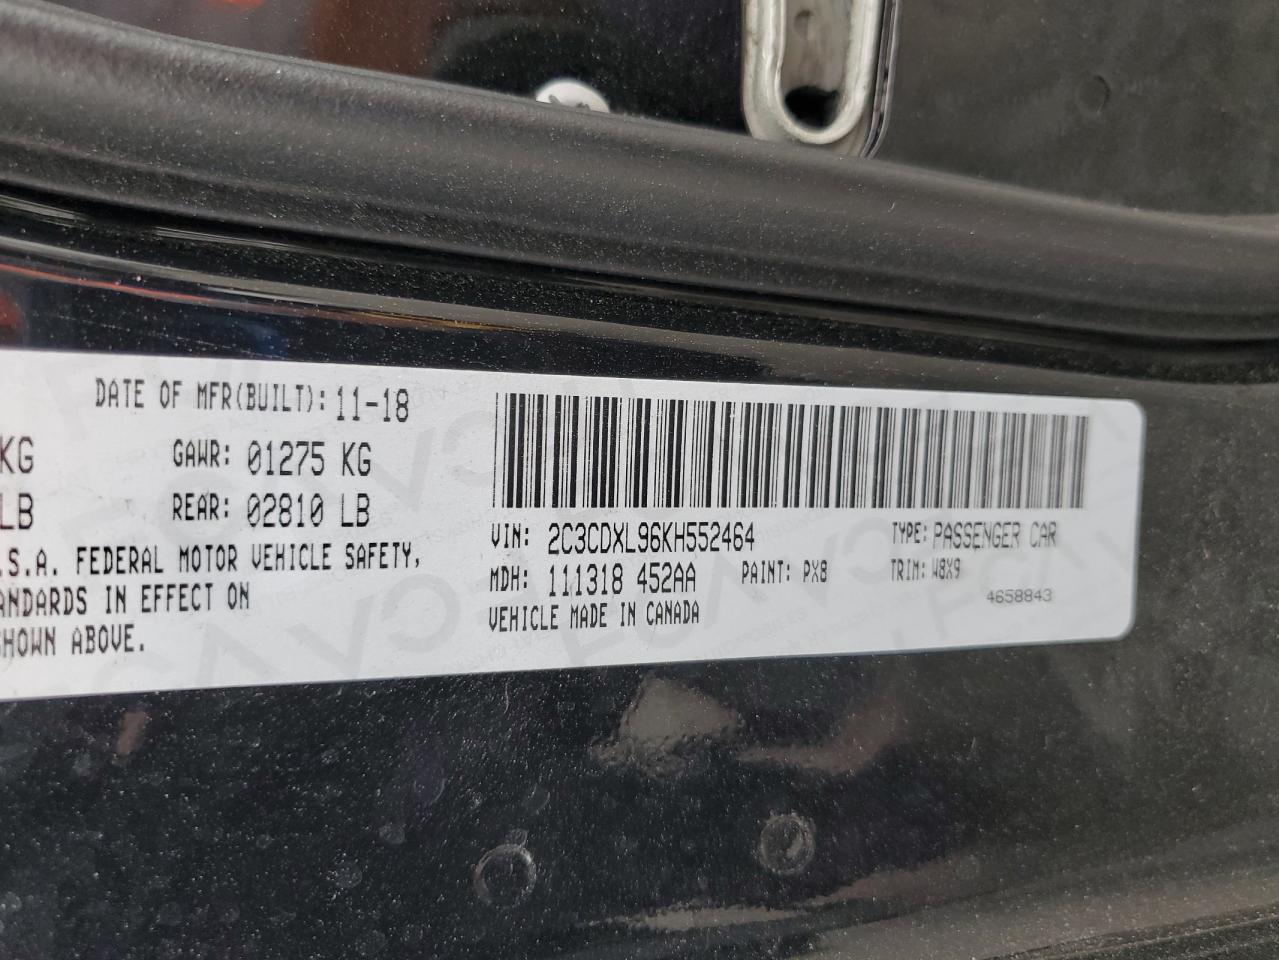 DATE OF MFR(BUILT): 11-18
KG GAWR: 01275 KG
LB REAR: 02810 LB
.S.A. FEDERAL MOTOR VEHICLE SAFETY,
ANDARDS IN EFFECT ON
SHOWN ABOVE.
VIN: 2C3CDXL96KH552464 TYPE: PASSENGER CAR
MDH: 111318 452AA PAINT: PX8 TRIM: W8X9
VEHICLE MADE IN CANADA 4658843